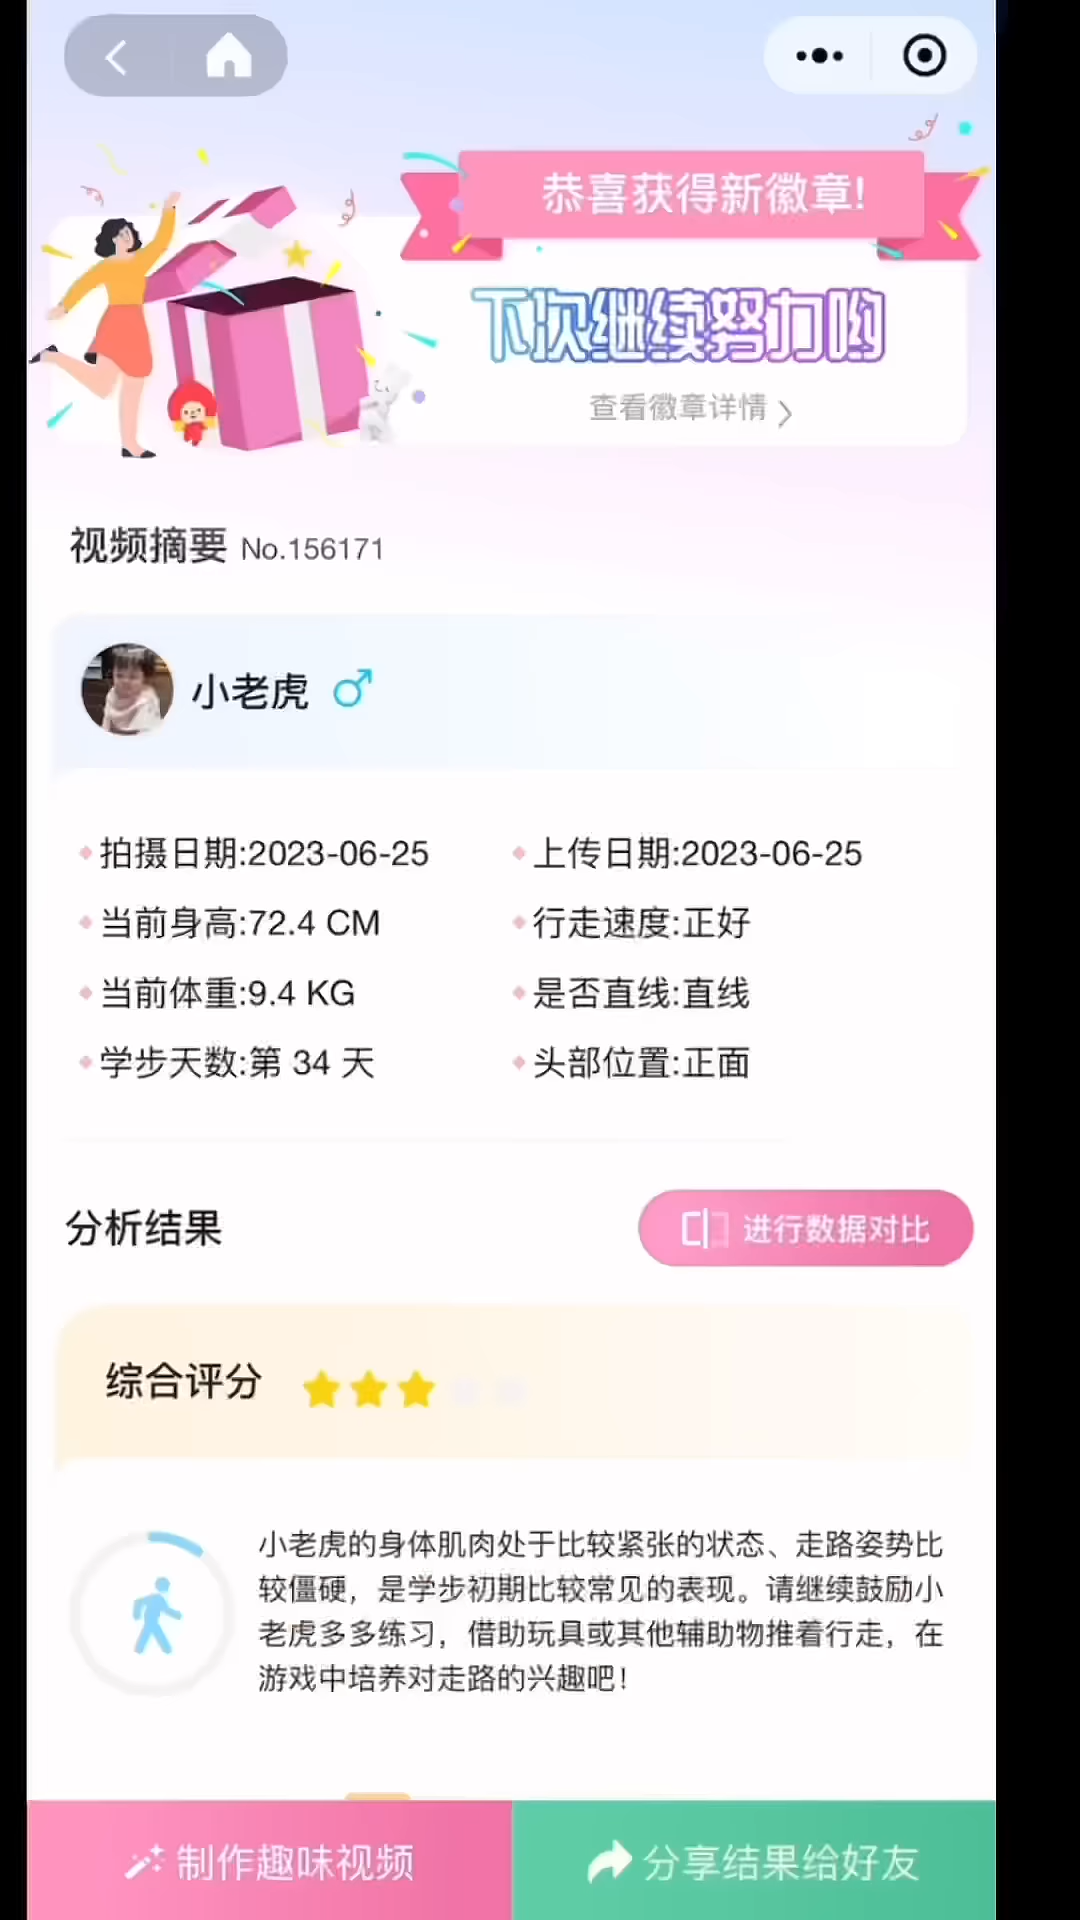 恭喜获得新徽章!
下次继续努力哟
查看徽章详情
视频摘要 No.156171
小老虎
拍摄日期:2023-06-25
上传日期:2023-06-25
当前身高:72.4 CM
行走速度:正好
当前体重:9.4 KG
是否直线:直线
学步天数:第 34 天
头部位置:正面
分析结果
进行数据对比
综合评分
小老虎的身体肌肉处于比较紧张的状态、走路姿势比
较僵硬，是学步初期比较常见的表现。请继续鼓励小
老虎多多练习，借助玩具或其他辅助物推着行走，在
游戏中培养对走路的兴趣吧！
制作趣味视频
分享结果给好友